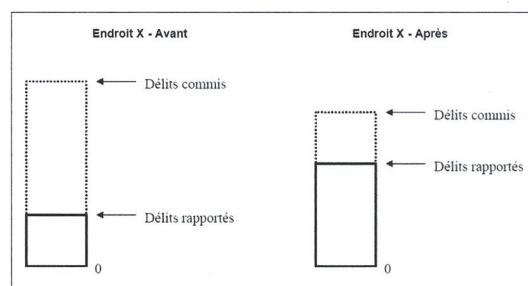 Endroit X - Avant
Délits commis
Délits rapportés
0
Endroit X - Après
Délits commis
Délits rapportés
0